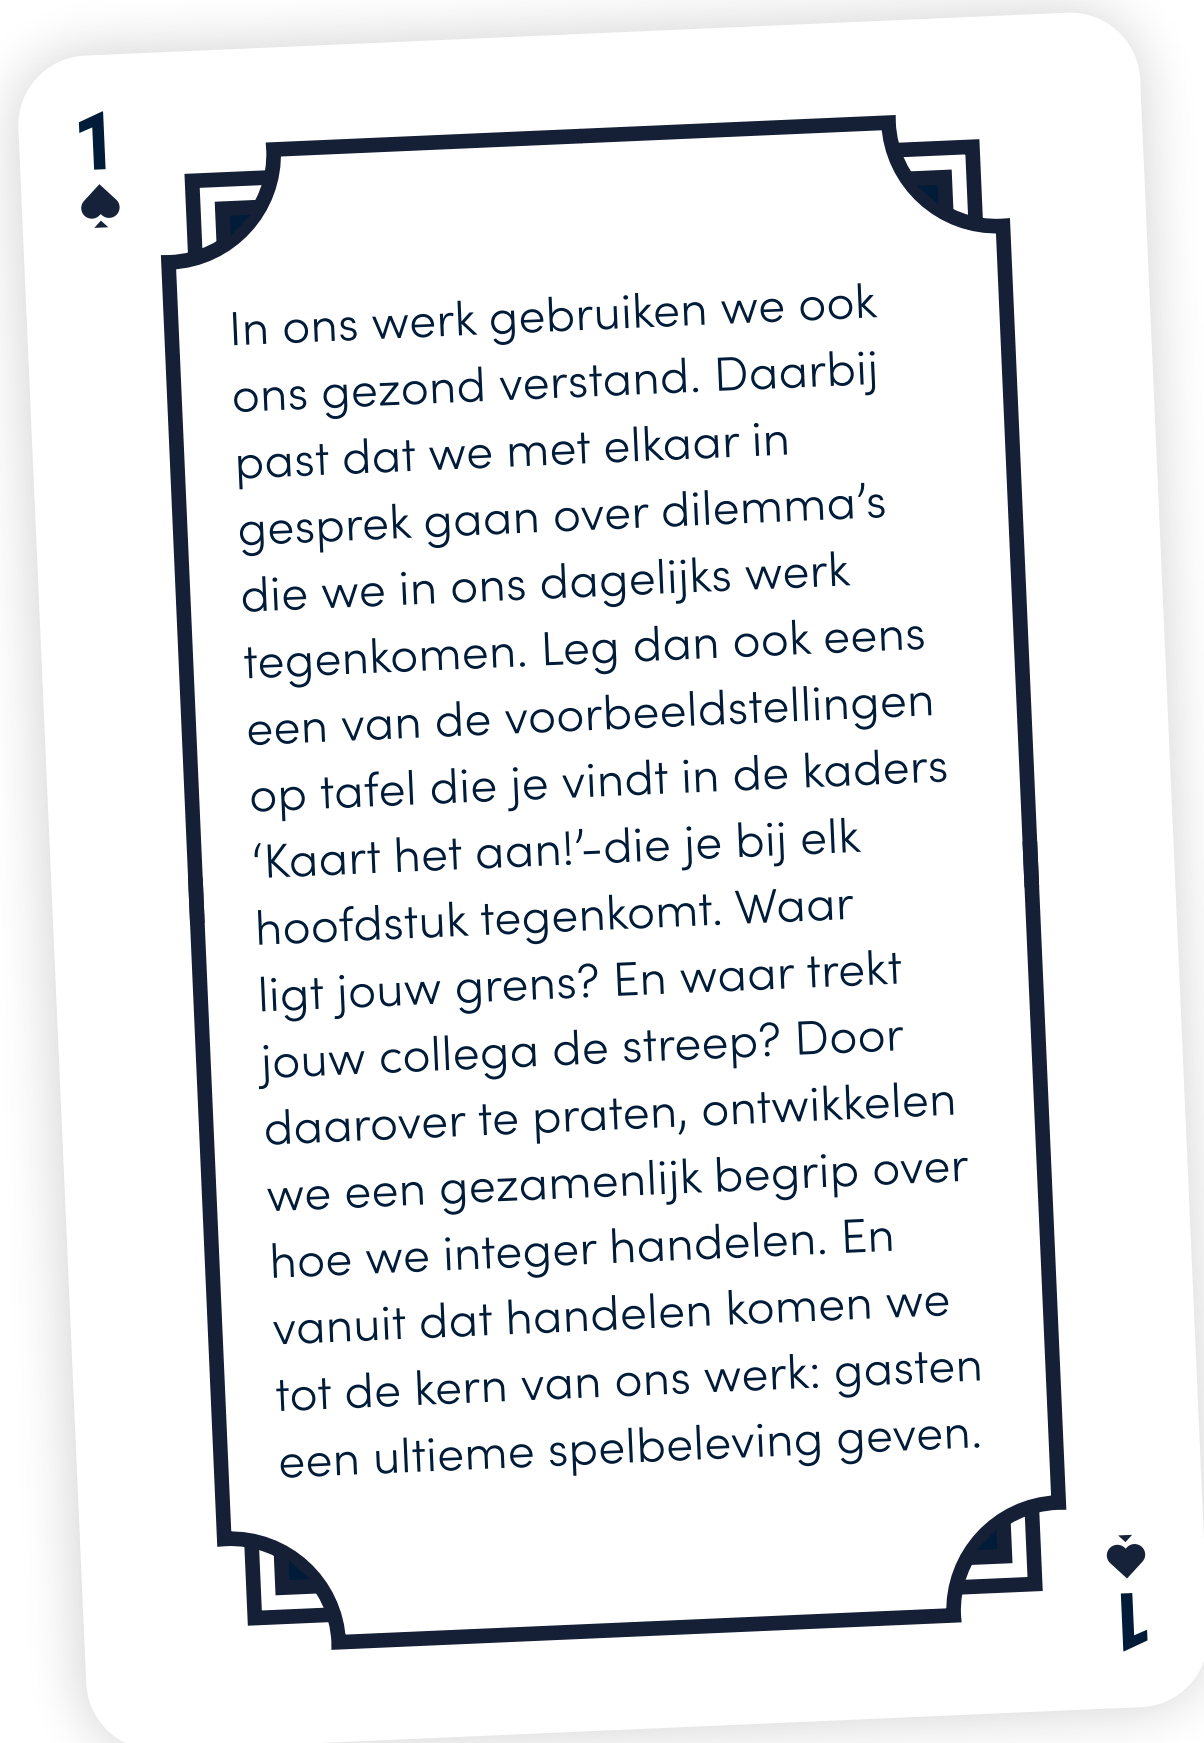 1
In ons werk gebruiken we ook
ons gezond verstand. Daarbij
past dat we met elkaar in
gesprek gaan over dilemma’s
die we in ons dagelijks werk
tegenkomen. Leg dan ook eens
een van de voorbeeldstellingen
op tafel die je vindt in de kaders
‘Kaart het aan!’-die je bij elk
hoofdstuk tegenkomt. Waar
ligt jouw grens? En waar trekt
jouw collega de streep? Door
daarover te praten, ontwikkelen
we een gezamenlijk begrip over
hoe we integer handelen. En
vanuit dat handelen komen we
tot de kern van ons werk: gasten
een ultieme spelbeleving geven.
1